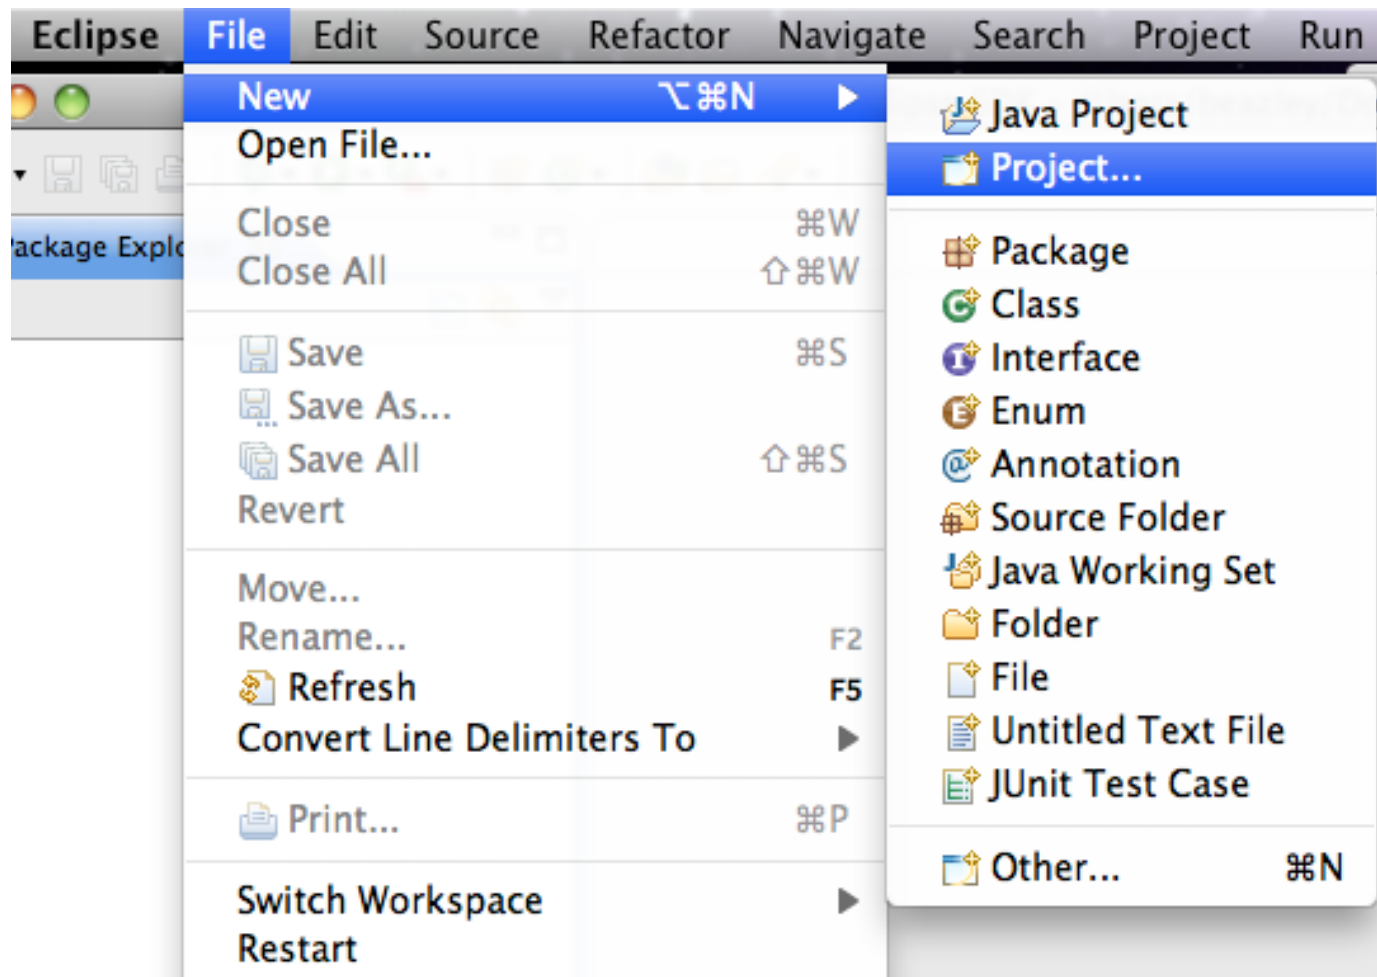 Eclipse File Edit Source Refactor Navigate Search Project Run
New ⌥⌘N ▶
Open File...
Close ⌘W
Close All ⇧⌘W
Save ⌘S
Save As...
Save All ⇧⌘S
Revert
Move...
Rename... F2
Refresh F5
Convert Line Delimiters To ▶
Print... ⌘P
Switch Workspace ▶
Restart
Java Project
Project...
Package
Class
Interface
Enum
Annotation
Source Folder
Java Working Set
Folder
File
Untitled Text File
JUnit Test Case
Other... ⌘N
ackage Explo